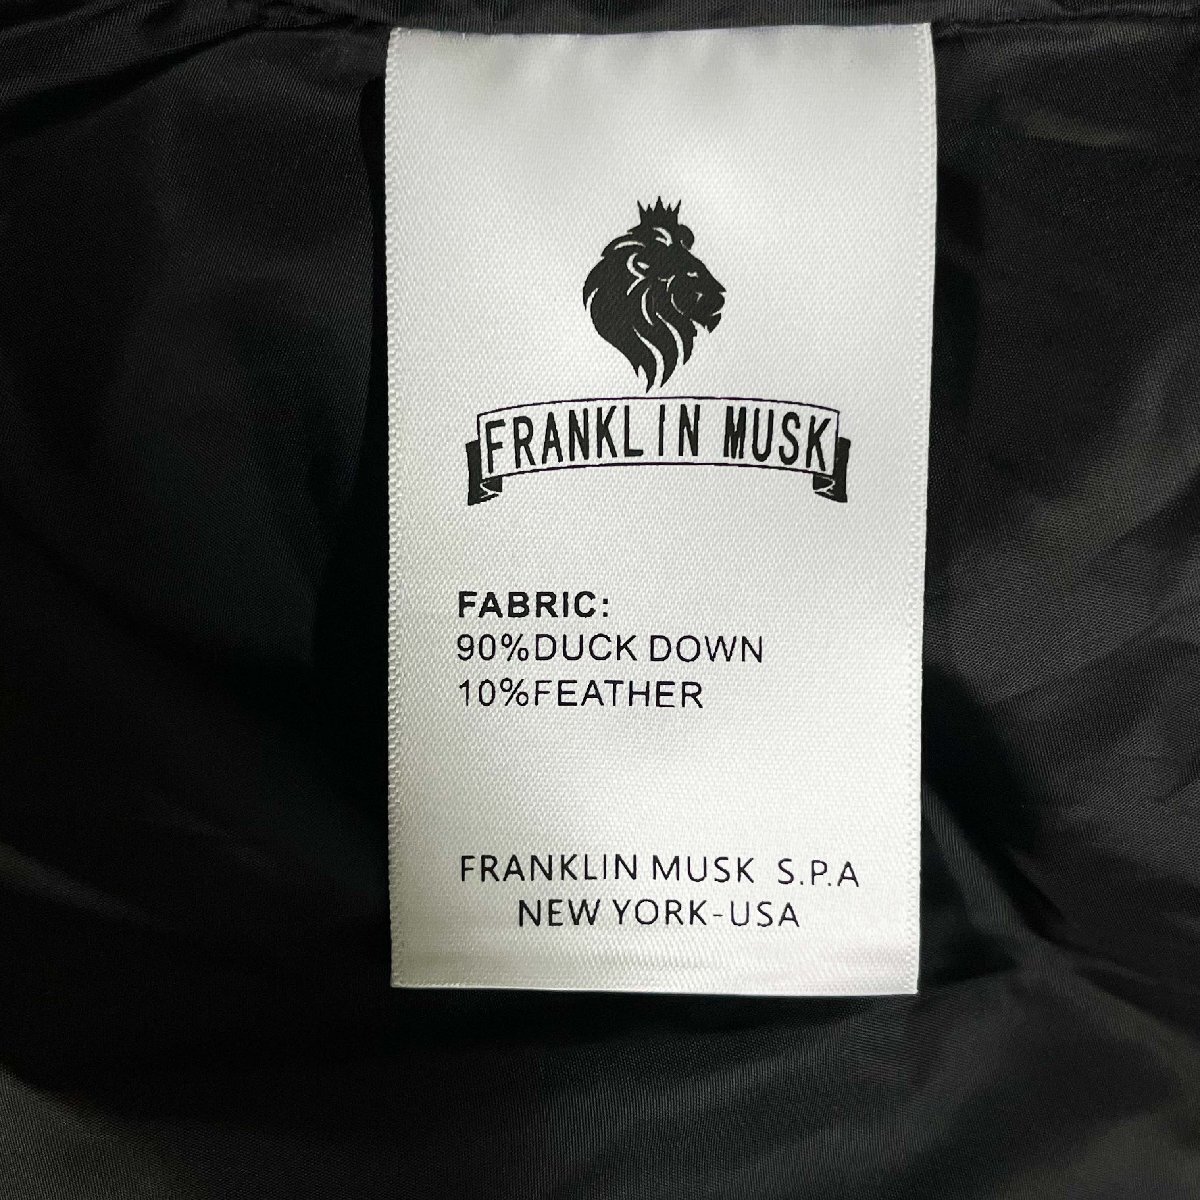 FRANKLIN MUSK
FABRIC:
90%DUCK DOWN
10%FEATHER
FRANKLIN MUSK S.P.A
NEW YORK-USA